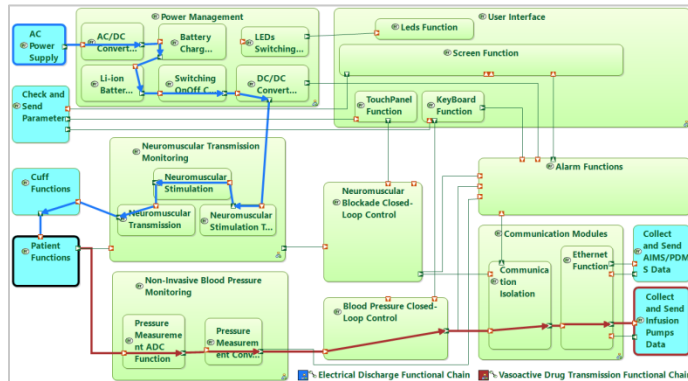 Power Management
User Interface
AC
Power
Supply
AC/DC
Convert...
Battery
Charg...
LEDs
Switching...
Leds Function
Screen Function
Li-ion
Batter...
Switching
OnOff C...
DC/DC
Convert...
Check and
Send
Parameter
TouchPanel
Function
KeyBoard
Function
Neuromuscular Transmission
Monitoring
Neuromuscular
Stimulation
Neuromuscular
Transmission
Neuromuscular
Stimulation T...
Cuff
Functions
Neuromuscular
Blockade Closed-
Loop Control
Alarm Functions
Patient
Functions
Communication Modules
Communica
tion
Isolation
Ethernet
Function
Collect
and Send
AIMS/PDM
S Data
Non-Invasive Blood Pressure
Monitoring
Pressure
Measurem
ent ADC
Function
Pressure
Measurem
ent Conv...
Blood Pressure Closed-
Loop Control
Collect
and Send
Infusion
Pumps
Data
Electrical Discharge Functional Chain
Vasoactive Drug Transmission Functional Chain